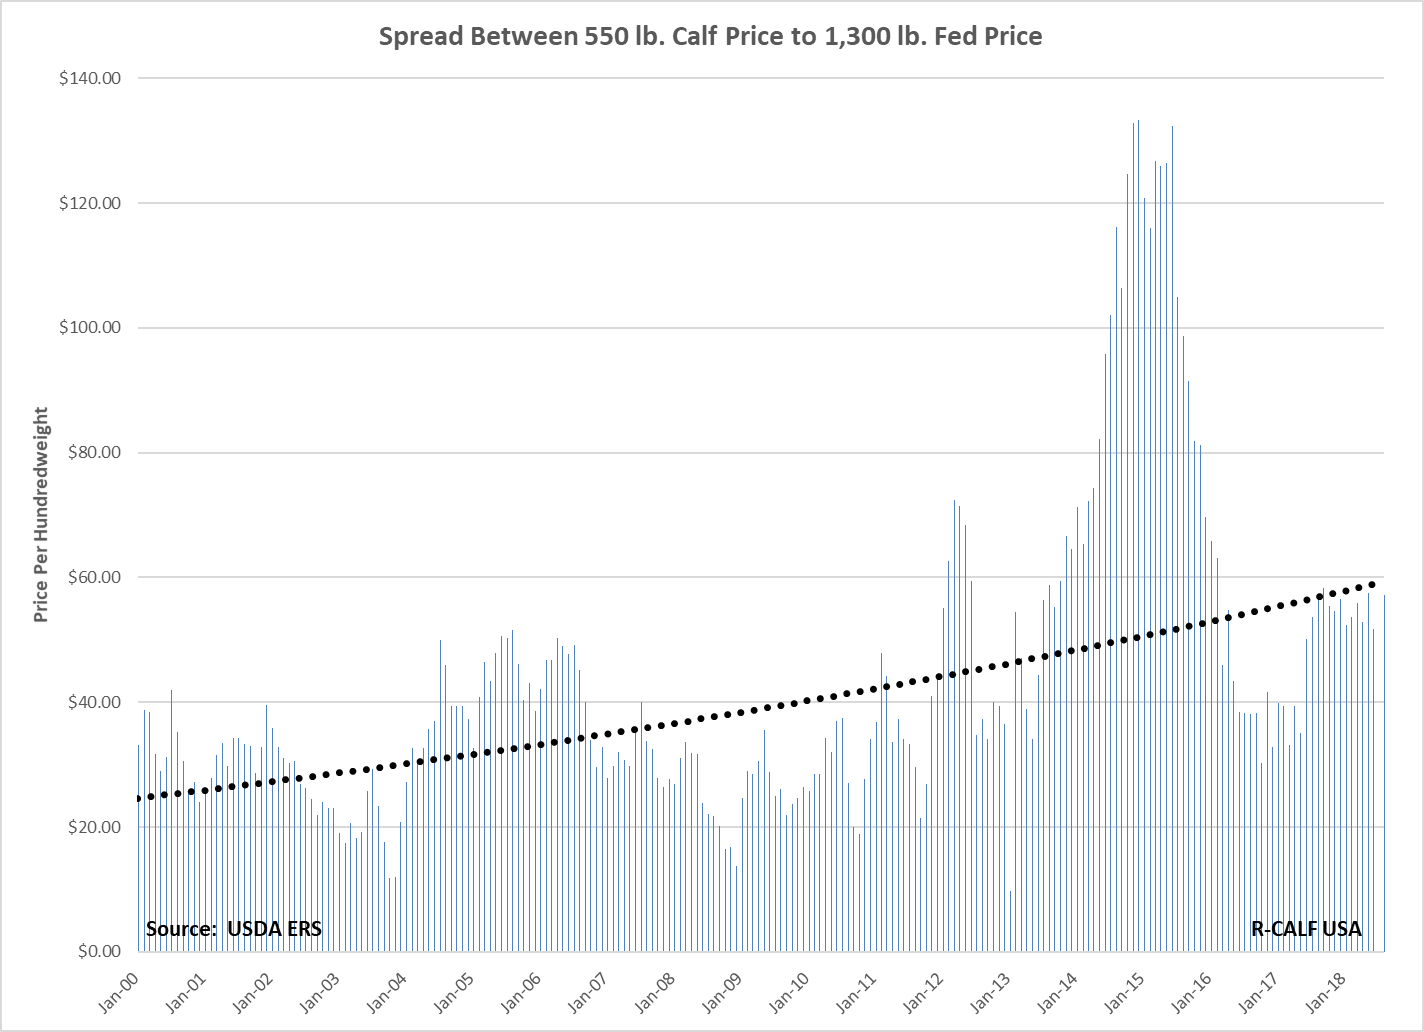 Spread Between 550 lb. Calf Price to 1,300 lb. Fed Price
$140.00
$120.00
$100.00
$80.00
$60.00
$40.00
$20.00
$0.00
Price Per Hundredweight
Source: USDA ERS
R-CALF USA
Jan-00
Jan-01
Jan-02
Jan-03
Jan-04
Jan-05
Jan-06
Jan-07
Jan-08
Jan-09
Jan-10
Jan-11
Jan-12
Jan-13
Jan-14
Jan-15
Jan-16
Jan-17
Jan-18